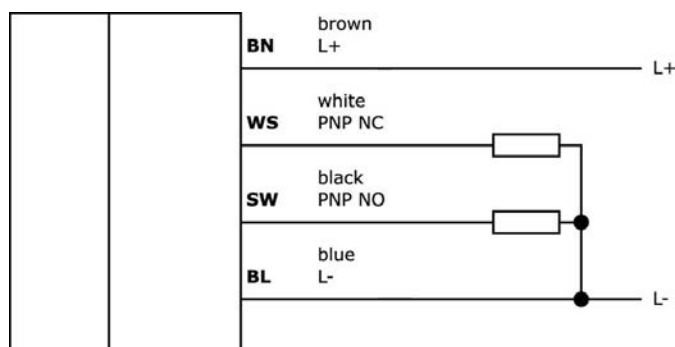 brown
BN L+
L+
white
WS PNP NC
black
SW PNP NO
blue
BL L-
L-